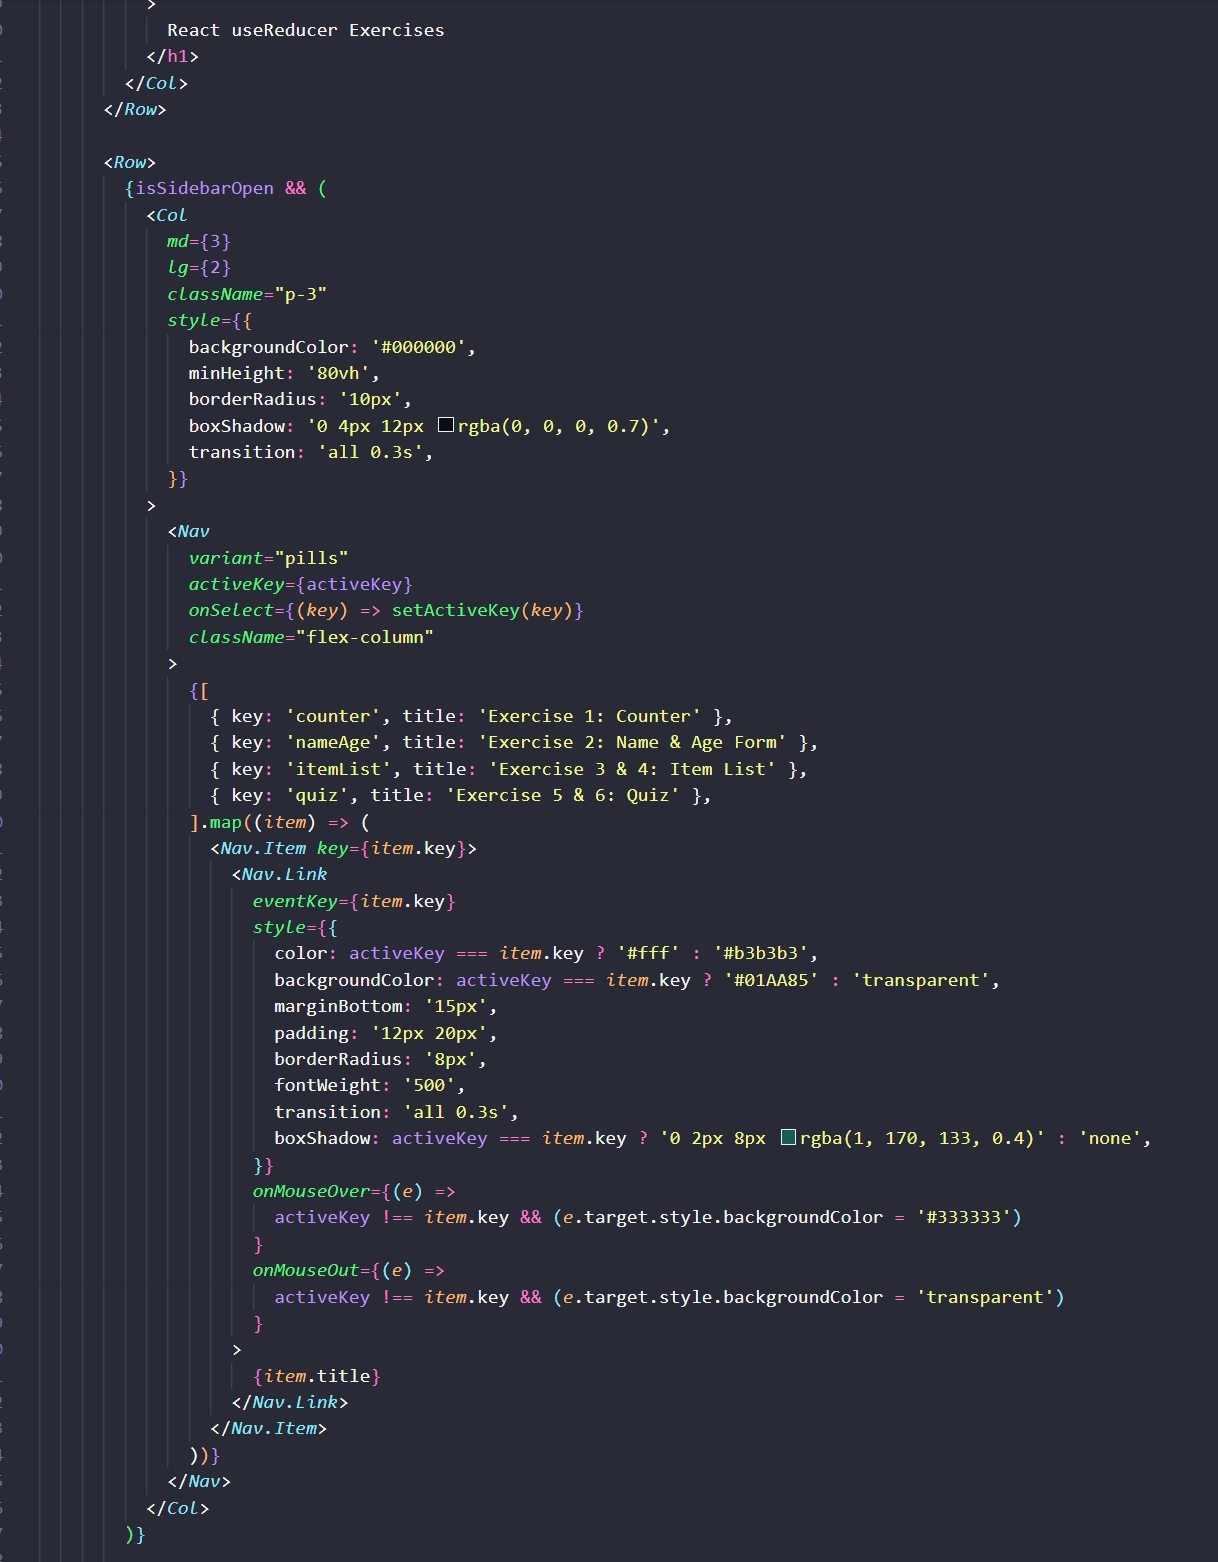 >
React useReducer Exercises
</h1>
</Col>
</Row>
<Row>
{isSidebarOpen && (
<Col
md={3}
lg={2}
className="p-3"
style={{
backgroundColor: '#000000',
minHeight: '80vh',
borderRadius: '10px',
boxShadow: '0 4px 12px rgba(0, 0, 0, 0.7)',
transition: 'all 0.3s',
}}
>
<Nav
variant="pills"
activeKey={activeKey}
onSelect={(key) => setActiveKey(key)}
className="flex-column"
>
{[
{ key: 'counter', title: 'Exercise 1: Counter' },
{ key: 'nameAge', title: 'Exercise 2: Name & Age Form' },
{ key: 'itemList', title: 'Exercise 3 & 4: Item List' },
{ key: 'quiz', title: 'Exercise 5 & 6: Quiz' },
].map((item) => (
<Nav.Item key={item.key}>
<Nav.Link
eventKey={item.key}
style={{
color: activeKey === item.key ? '#fff' : '#b3b3b3',
backgroundColor: activeKey === item.key ? '#01AA85' : 'transparent',
marginBottom: '15px',
padding: '12px 20px',
borderRadius: '8px',
fontWeight: '500',
transition: 'all 0.3s',
boxShadow: activeKey === item.key ? '0 2px 8px rgba(1, 170, 133, 0.4)' : 'none',
}}
onMouseOver={(e) =>
activeKey !== item.key && (e.target.style.backgroundColor = '#333333')
}
onMouseOut={(e) =>
activeKey !== item.key && (e.target.style.backgroundColor = 'transparent')
}
>
{item.title}
</Nav.Link>
</Nav.Item>
))}
</Nav>
</Col>
)}